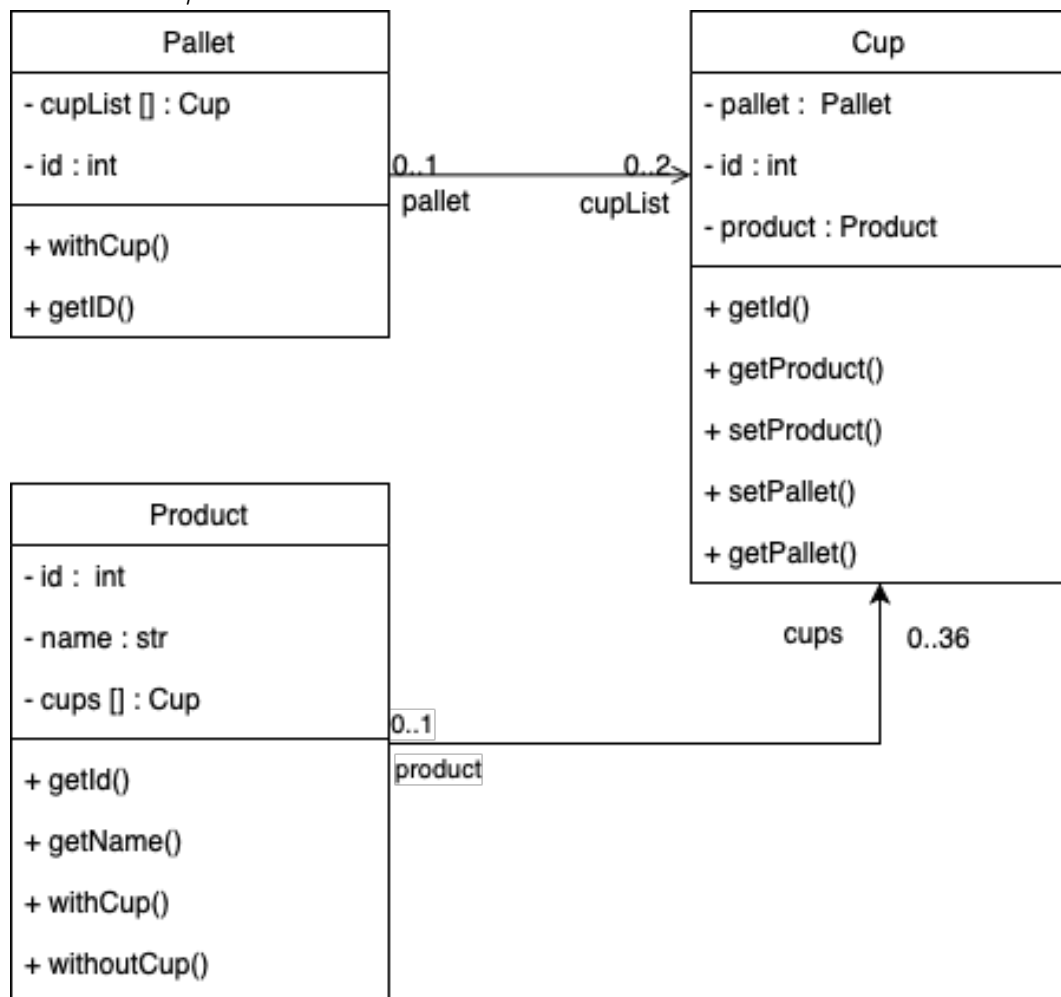 Pallet
- cupList [] : Cup
- id : int
+ withCup()
+ getID()
0..1
pallet
0..2
cupList
Cup
- pallet : Pallet
- id : int
- product : Product
+ getId()
+ getProduct()
+ setProduct()
+ setPallet()
+ getPallet()
cups
0..36
Product
- id : int
- name : str
- cups [] : Cup
+ getId()
+ getName()
+ withCup()
+ withoutCup()
0..1
product